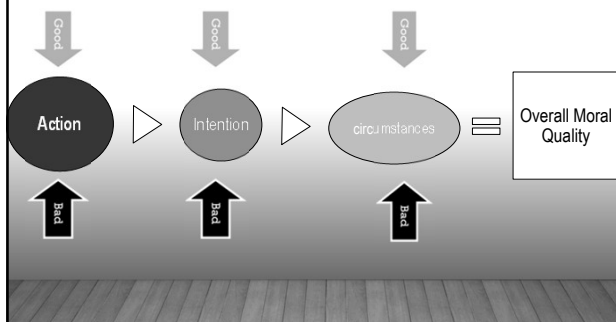 Good
Good
Good
Action
Intention
circumstances
Overall Moral
Quality
Bad
Bad
Bad